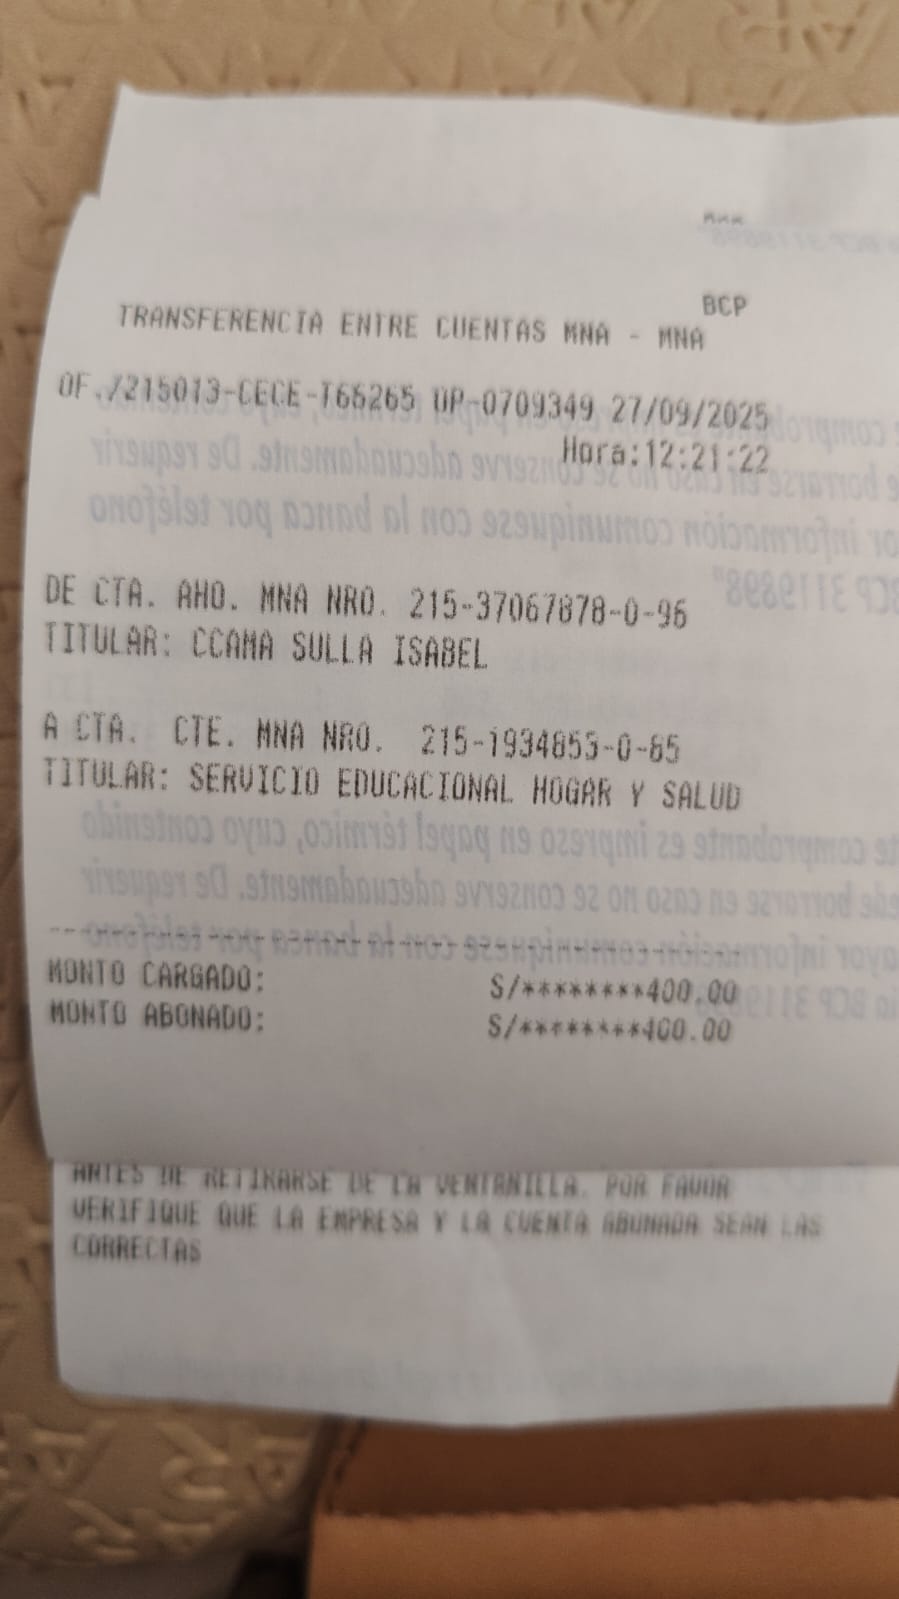 BCP
TRANSFERENCIA ENTRE CUENTAS MNA - MNA
OF./215013-CECE-T65265 OP-0709349 27/09/2025
Hora:12:21:22
DE CTA. AHO. MNA NRO. 215-37067878-0-96
TITULAR: CCAMA SULLA ISABEL
A CTA. CTE. MNA NRO. 215-1934853-0-65
TITULAR: SERVICIO EDUCACIONAL HOGAR Y SALUD
MONTO CARGADO: S/********400.00
MONTO ABONADO: S/********400.00
ANTES DE RETIRARSE DE LA VENTANILLA. POR FAVOR
VERIFIQUE QUE LA EMPRESA Y LA CUENTA ABONADA SEAN LAS
CORRECTAS